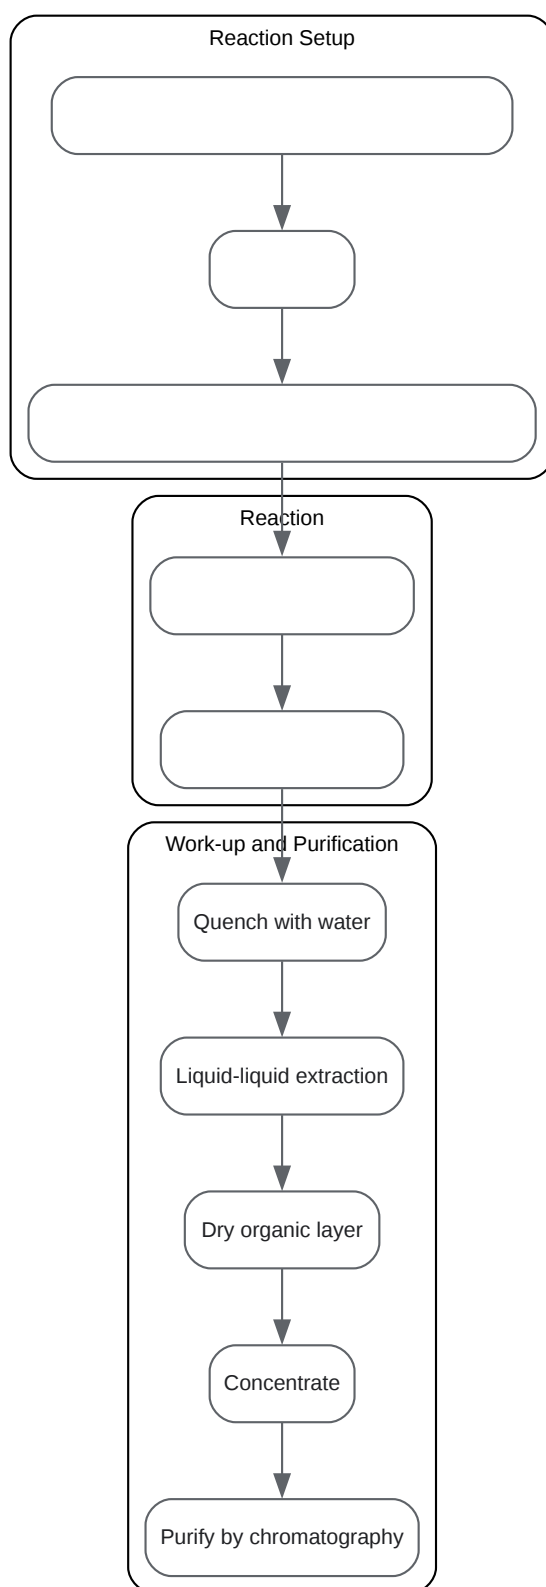 Reaction Setup
Reaction
Work-up and Purification
Quench with water
Liquid-liquid extraction
Dry organic layer
Concentrate
Purify by chromatography